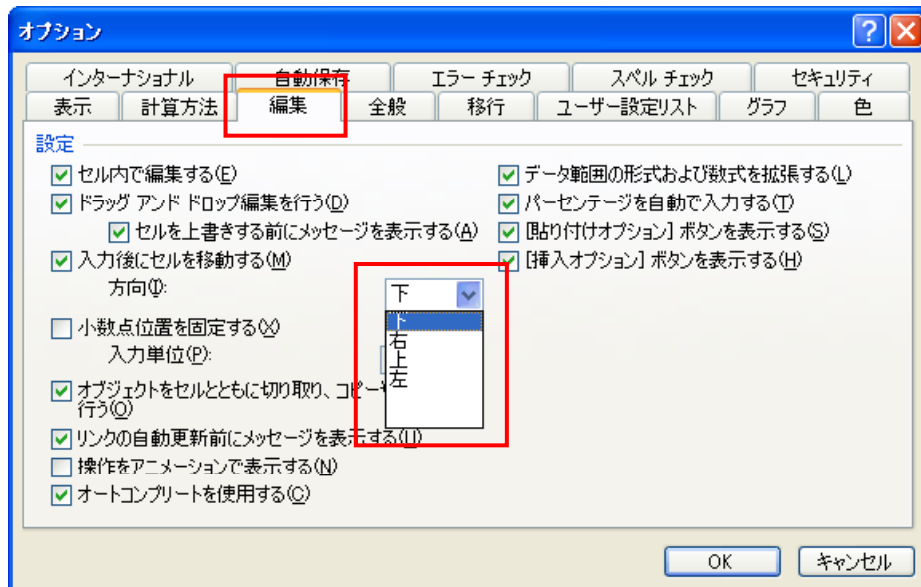 オプション
インターナショナル 自動保存 エラー チェック スペル チェック セキュリティ
表示 計算方法 編集 全般 移行 ユーザー設定リスト グラフ 色
設定
セル内で編集する(E)
ドラッグ アンド ドロップ編集を行う(D)
セルを上書きする前にメッセージを表示する(A)
入力後にセルを移動する(M)
方向(I):
下
下
右
上
左
小数点位置を固定する(X)
入力単位(P):
オブジェクトをセルとともに切り取り、コピー
行う(O)
リンクの自動更新前にメッセージを表示する(U)
操作をアニメーションで表示する(N)
オートコンプリートを使用する(C)
データ範囲の形式および数式を拡張する(L)
パーセンテージを自動で入力する(T)
[貼り付けオプション] ボタンを表示する(S)
[挿入オプション] ボタンを表示する(H)
OK キャンセル